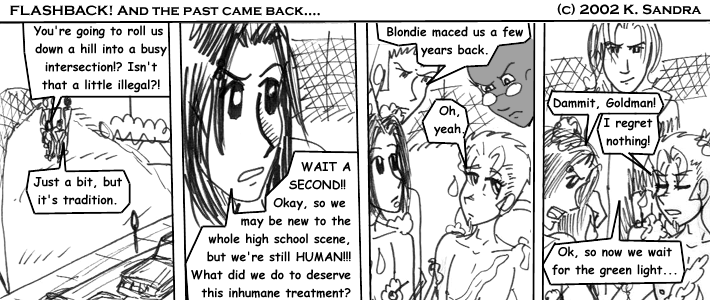 FLASHBACK! AND THE PAST CAME BACK....
(C) 2002 K. SANDRA
You're going to roll us
down a hill into a busy
intersection!? Isn't
that a little illegal?!
Just a bit, but
it's tradition.
WAIT A
SECOND!!
Okay, so we
may be new to the
whole high school scene,
but we're still HUMAN!!!
What did we do to deserve
this inhumane treatment?
Blondie maced us a few
years back.
Oh,
yeah.
Dammit, Goldman!
I regret
nothing!
Ok, so now we wait
for the green light...